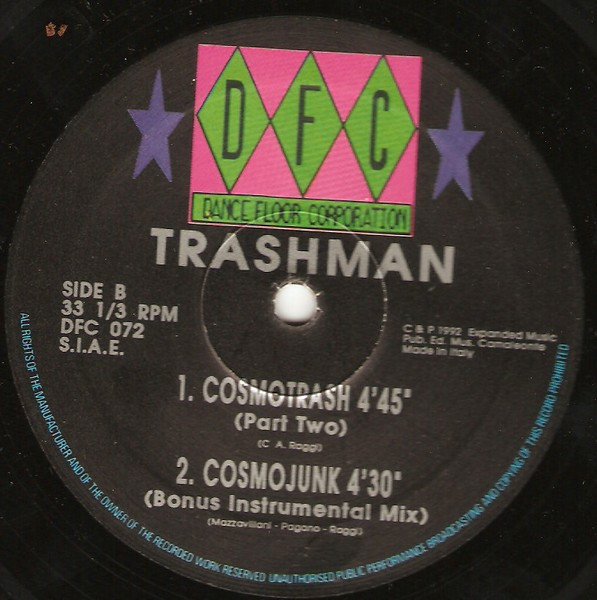 DFC
DANCE FLOOR CORPORATION
TRASHMAN
SIDE B
33 1/3 RPM
DFC 072
S.I.A.E.
C & P 1992 Expanded Music
Pub. Ed. Mus. Camaleonte
Made in Italy
1. COSMOTRASH 4'45"
(Part Two)
(C. A. Raggi)
2. COSMOJUNK 4'30"
(Bonus Instrumental Mix)
(Mazzavillani - Pagano - Raggi)
ALL RIGHTS OF THE MANUFACTURER AND OF THE OWNER OF THE RECORDED WORK RESERVED UNAUTHORISED PUBLIC PERFORMANCE BROADCASTING AND COPYING OF THIS RECORD PROHIBITED